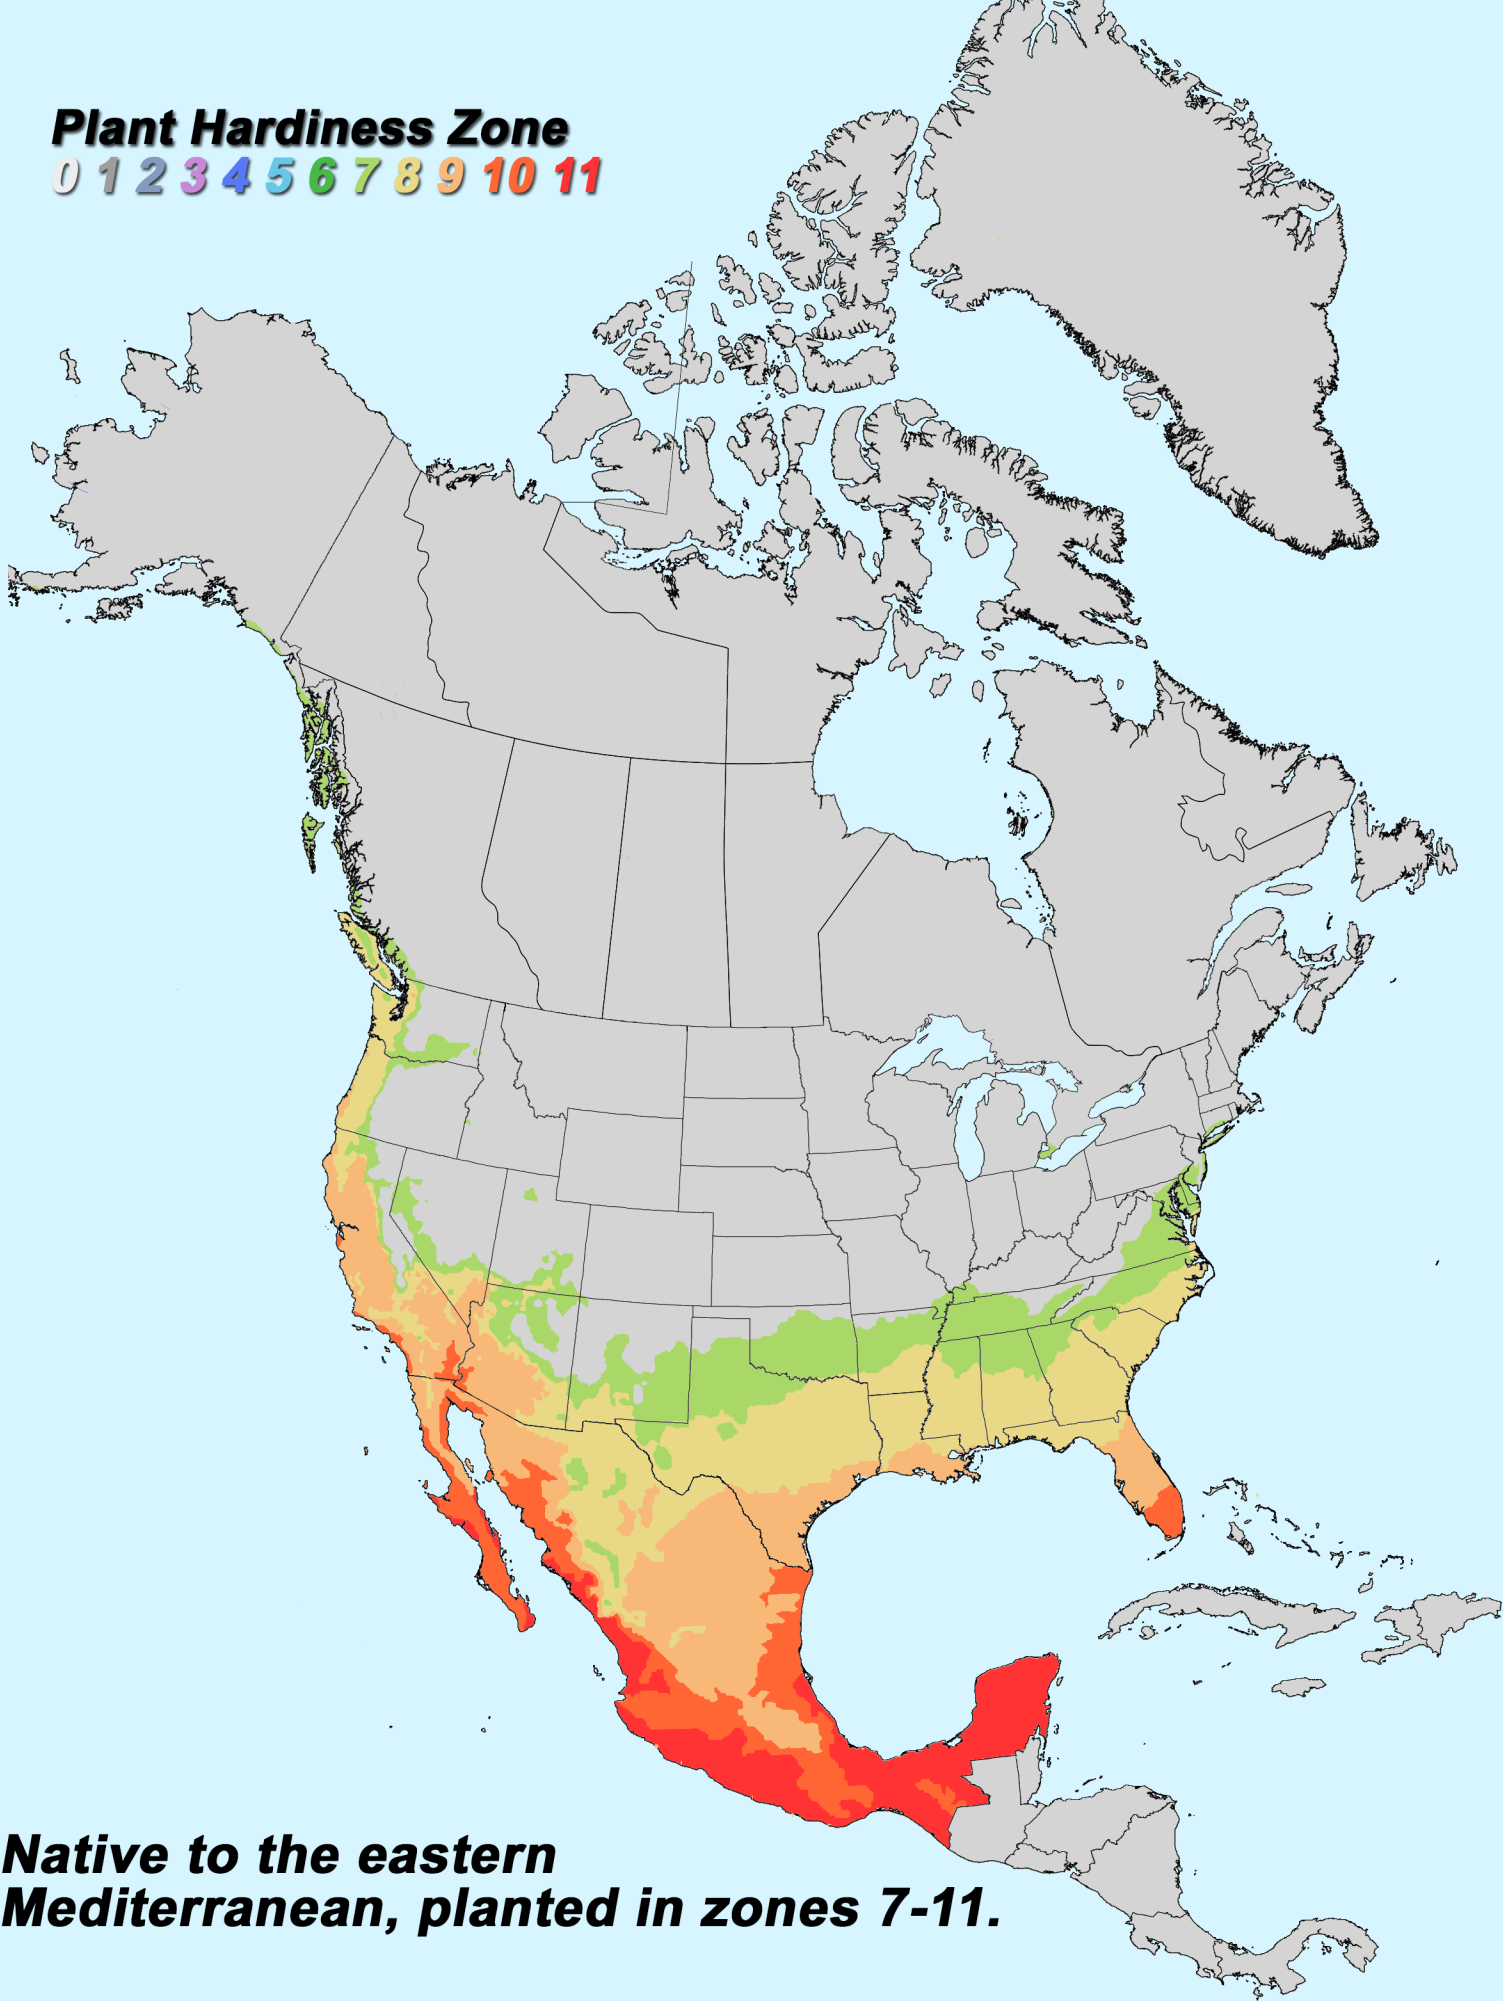 Plant Hardiness Zone
0 1 2 3 4 5 6 7 8 9 10 11
Native to the eastern
Mediterranean, planted in zones 7-11.